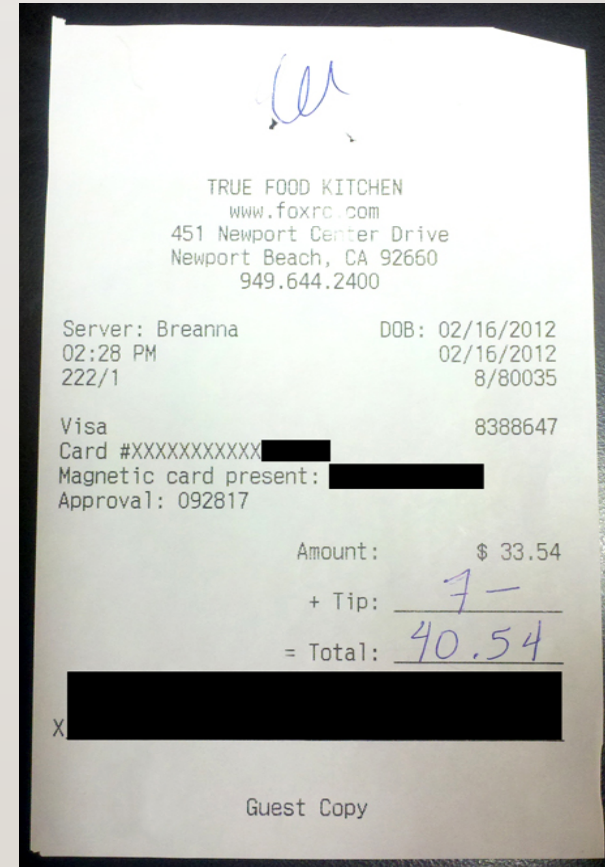 TRUE FOOD KITCHEN
www.foxrc.com
451 Newport Center Drive
Newport Beach, CA 92660
949.644.2400
Server: Breanna DOB: 02/16/2012
02:28 PM 02/16/2012
222/1 8/80035
Visa 8388647
Card #XXXXXXXXXXX
Magnetic card present:
Approval: 092817
Amount: $ 33.54
+ Tip: 7 —
= Total: 40.54
X
Guest Copy